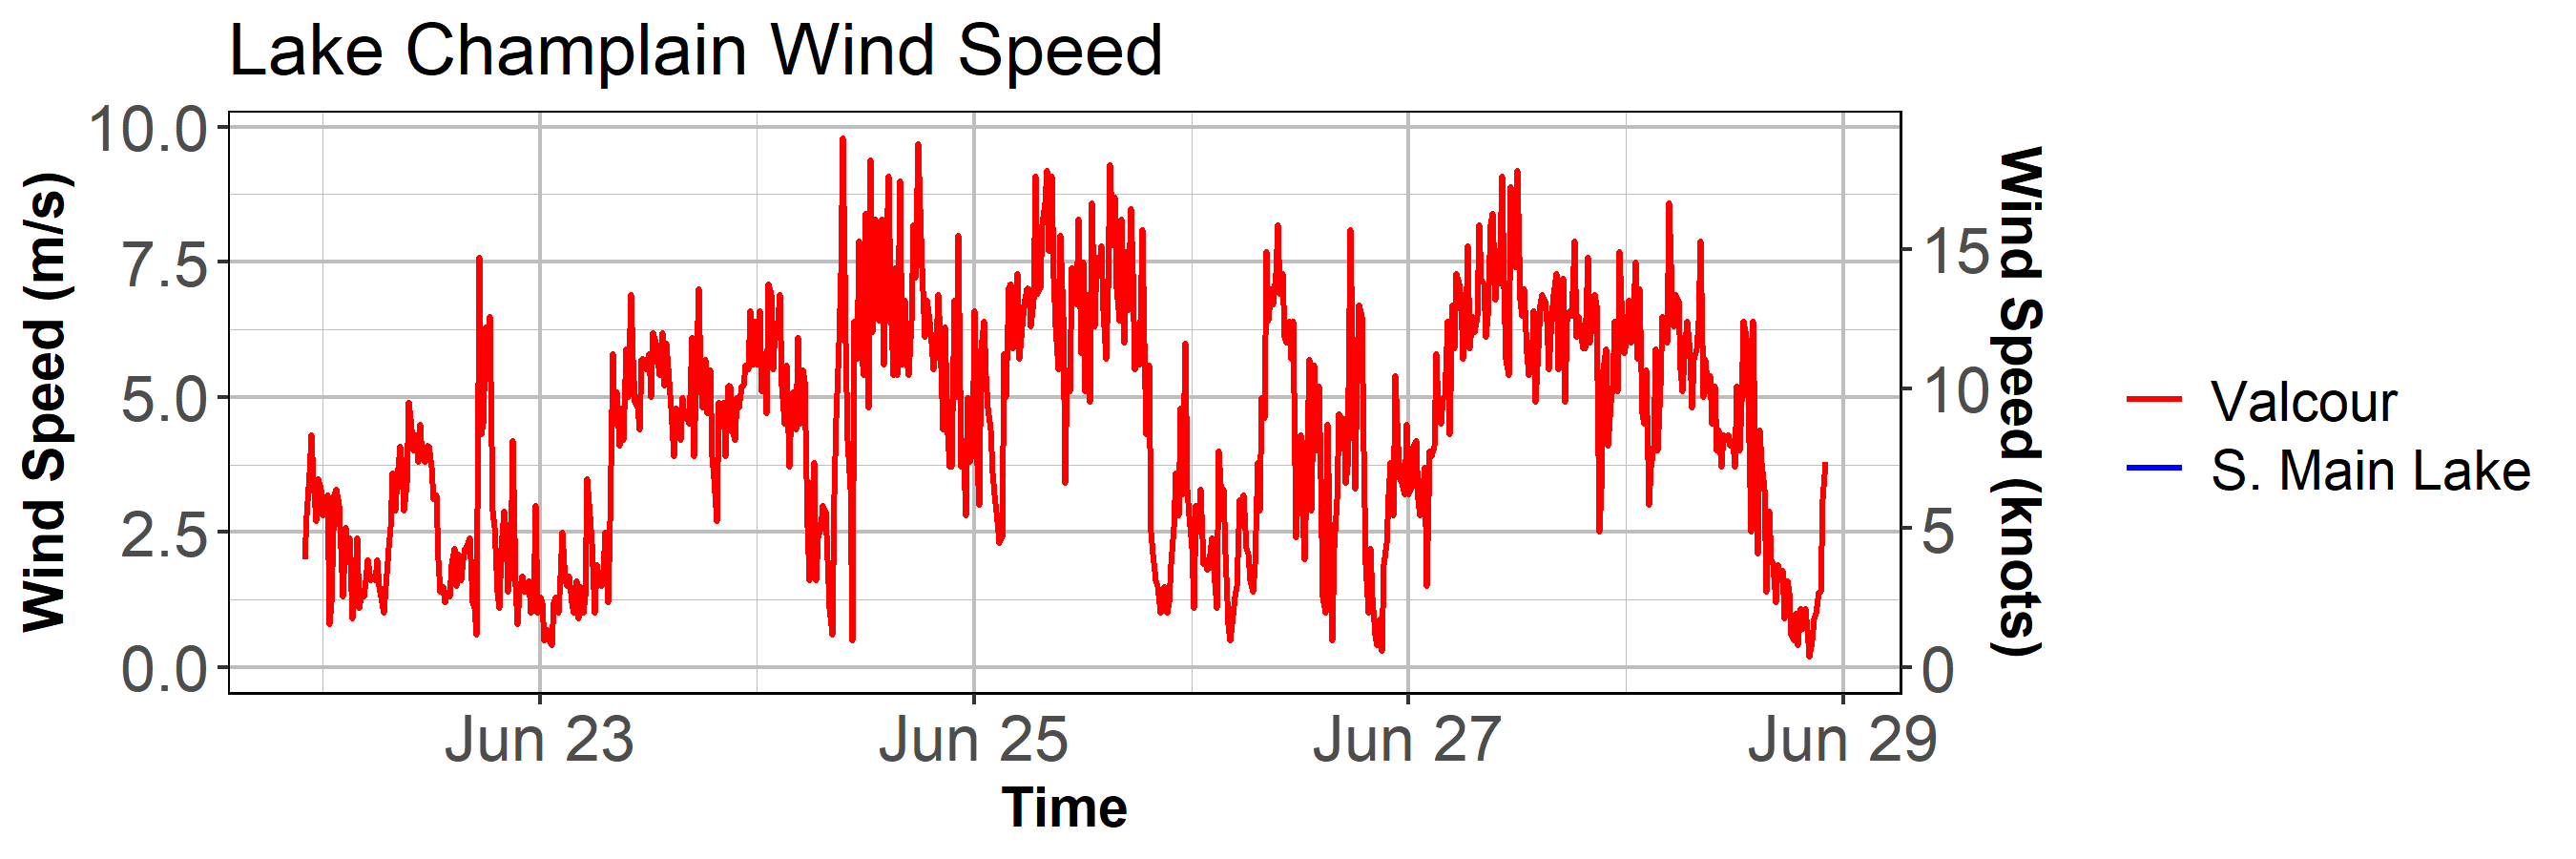 Lake Champlain Wind Speed
10.0
7.5
5.0
2.5
0.0
Wind Speed (m/s)
15
10
5
0
Wind Speed (knots)
Jun 23
Jun 25
Jun 27
Jun 29
Time
Valcour
S. Main Lake